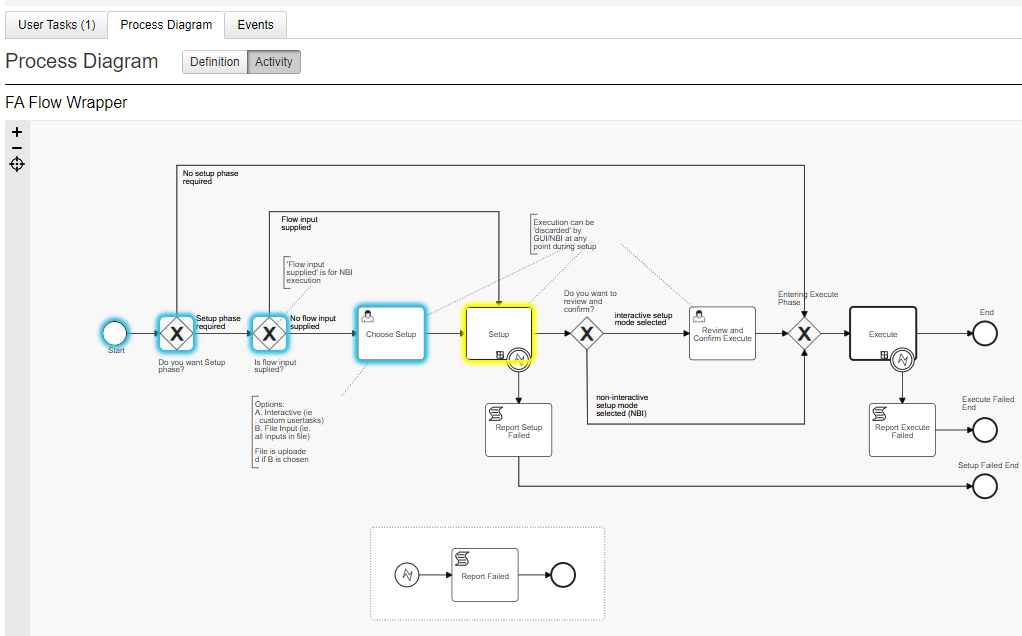 User Tasks (1)
Process Diagram
Events
Process Diagram
Definition
Activity
FA Flow Wrapper
No setup phase
required
Flow input
supplied
Execution can be
'discarded' by
GUI/NBI at any
point during setup
'Flow input
supplied' is for NBI
execution
Start
Setup phase
required
Do you want Setup
phase?
No flow input
supplied
Is flow input
suplied?
Choose Setup
Options:
A. Interactive (ie
. custom usertasks)
B. File Input (ie.
all inputs in file)
File is uploade
d if B is chosen
Setup
Report Setup
Failed
Do you want to
review and
confirm?
interactive setup
mode selected
non-interactive
setup mode
selected (NBI)
Review and
Confirm Execute
Entering Execute
Phase
Execute
End
Report Execute
Failed
Execute Failed
End
Setup Failed End
Report Failed